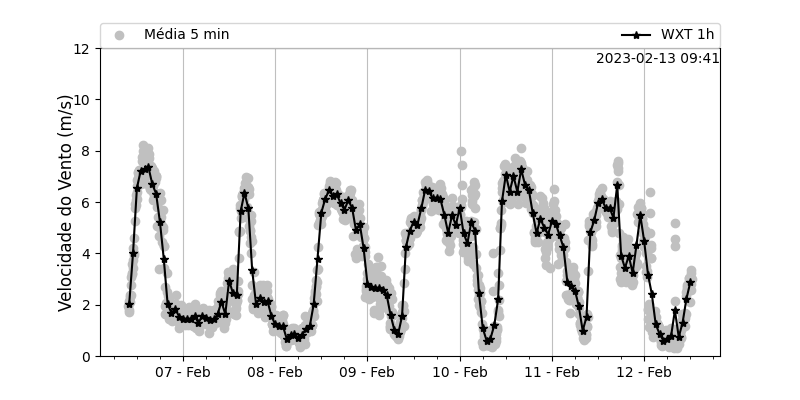 Média 5 min
WXT 1h
2023-02-13 09:41
Velocidade do Vento (m/s)
12
10
8
6
4
2
0
07 - Feb
08 - Feb
09 - Feb
10 - Feb
11 - Feb
12 - Feb